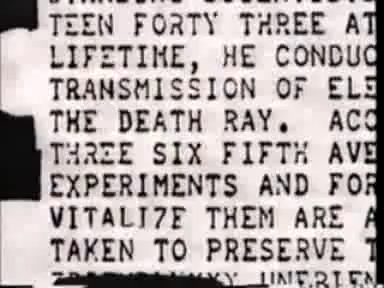 TEEN FORTY THREE AT
LIFETIME, HE CONDUC
TRANSMISSION OF ELE
THE DEATH RAY. ACC
THREE SIX FIFTH AVE
EXPERIMENTS AND FOR
VITALIZE THEM ARE A
TAKEN TO PRESERVE T